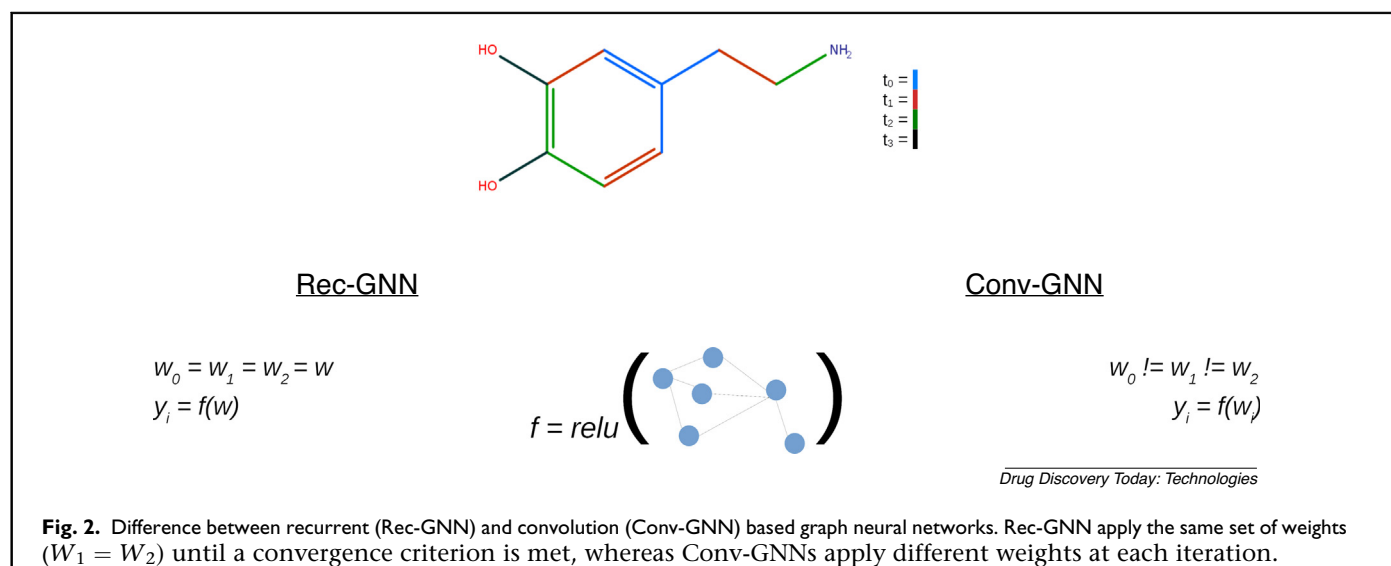 HO
NH2
t0 =
t1 =
t2 =
t3 =
HO
Rec-GNN
Conv-GNN
w0 = w1 = w2 = w
yi = f(w)
f = relu
(
)
w0 != w1 != w2
yi = f(wi)
Drug Discovery Today: Technologies
Fig. 2. Difference between recurrent (Rec-GNN) and convolution (Conv-GNN) based graph neural networks. Rec-GNN apply the same set of weights
(W1 = W2) until a convergence criterion is met, whereas Conv-GNNs apply different weights at each iteration.